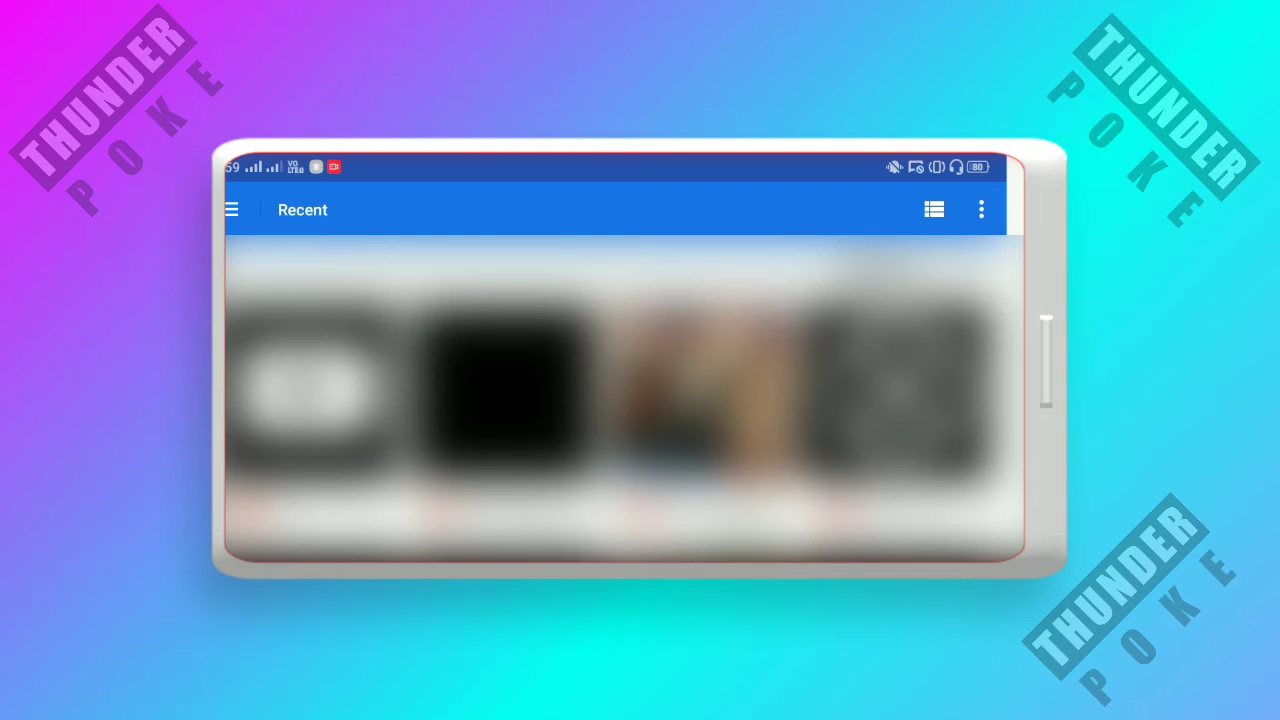 THUNDER
POKE
THUNDER
POKE
59 VO LTE 80
Recent
THUNDER
POKE